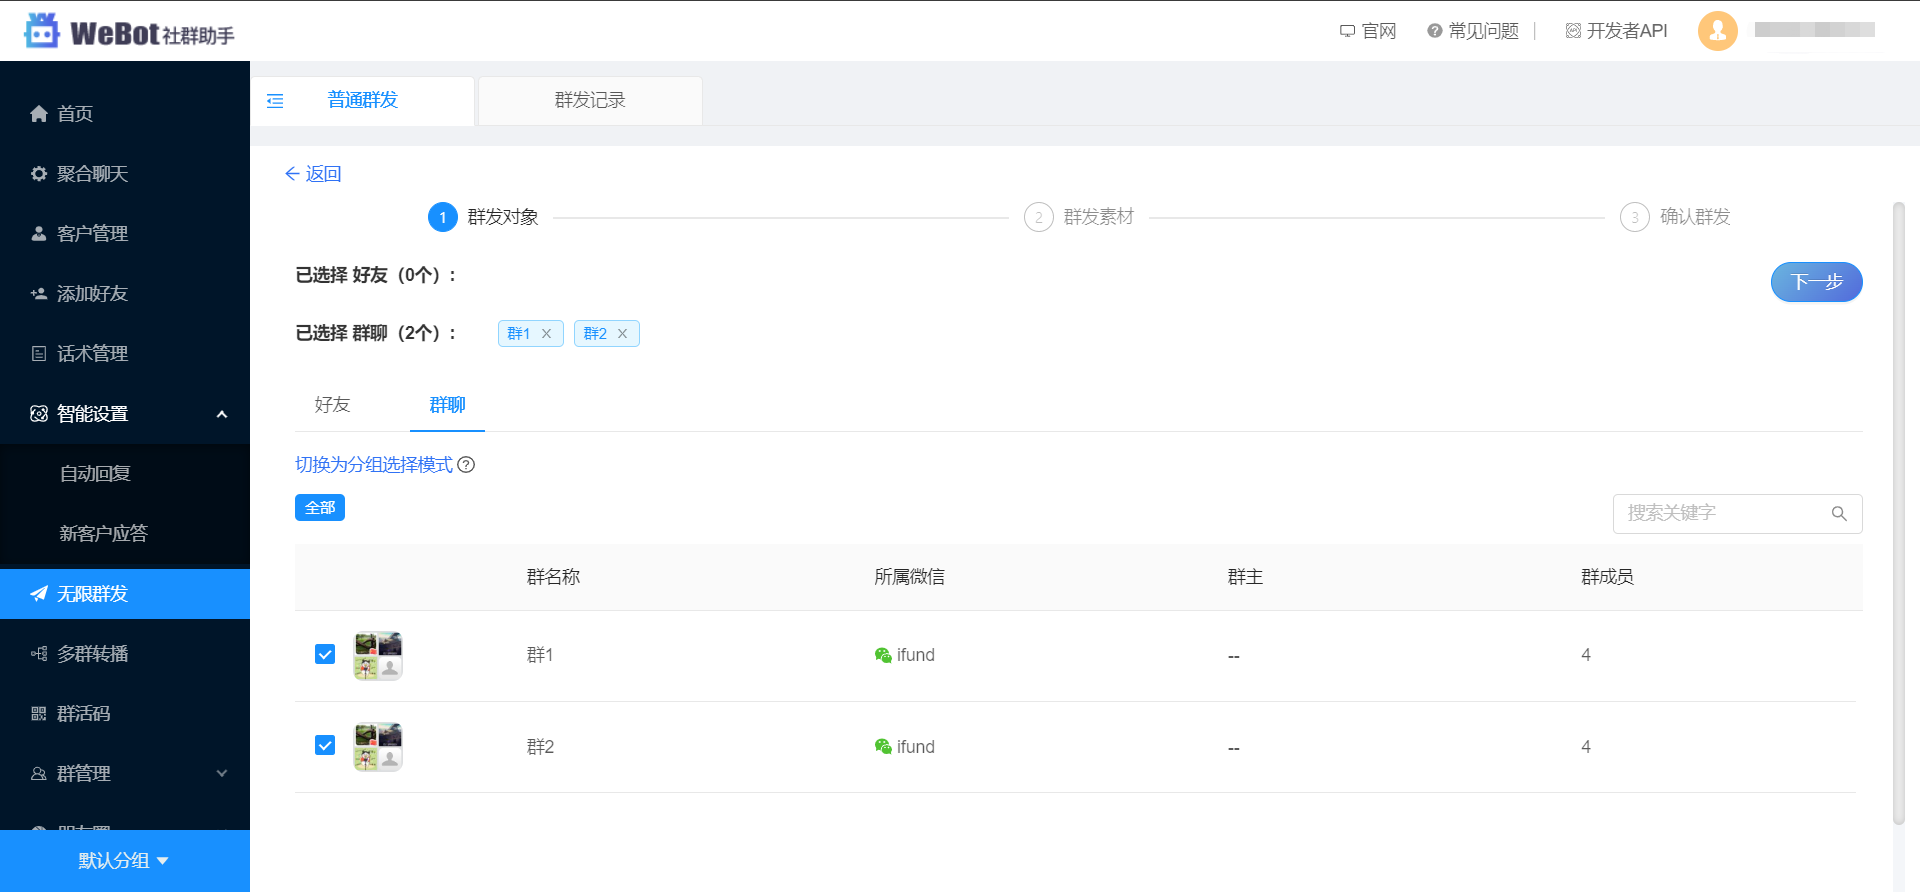 WeBot 社群助手
官网
常见问题
开发者API
首页
聚合聊天
客户管理
添加好友
话术管理
智能设置
自动回复
新客户应答
无限群发
多群转播
群活码
群管理
朋友圈
默认分组
普通群发
群发记录
返回
1 群发对象
2 群发素材
3 确认群发
已选择 好友（0个）:
下一步
已选择 群聊（2个）: 群1 群2
好友 群聊
切换为分组选择模式
全部
搜索关键字
群名称 所属微信 群主 群成员
群1 ifund -- 4
群2 ifund -- 4